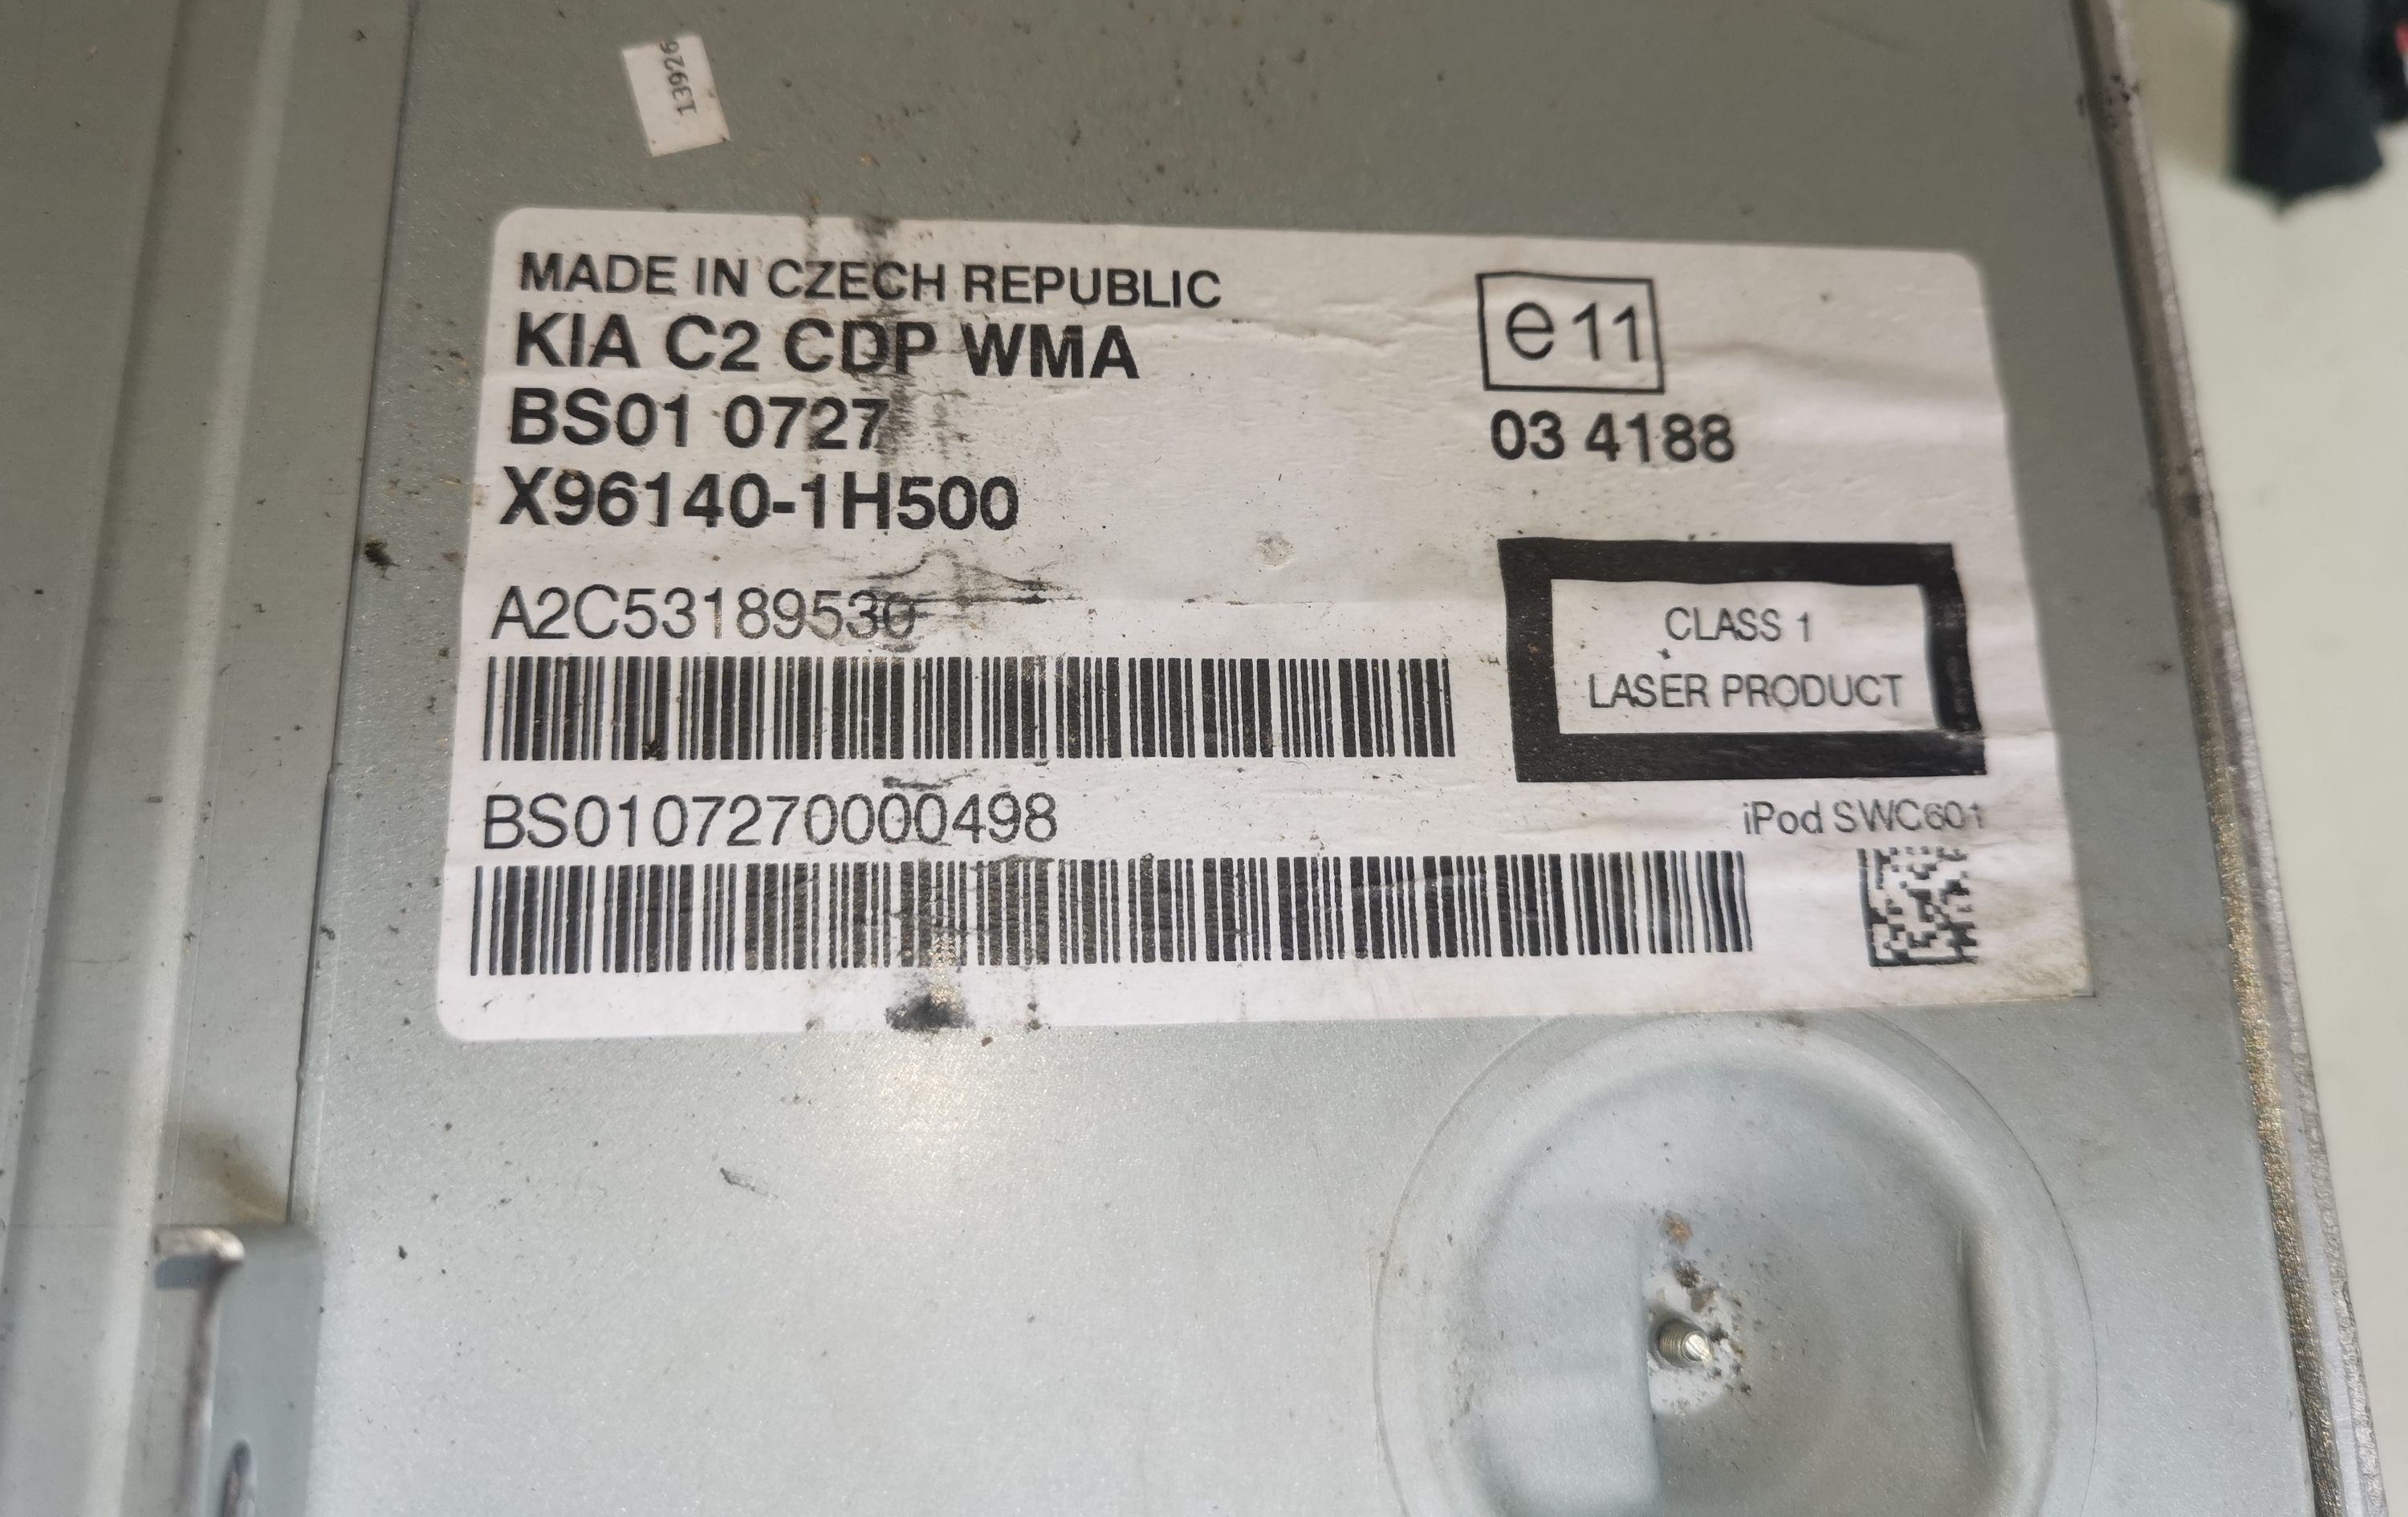 13926
MADE IN CZECH REPUBLIC
KIA C2 CDP WMA
BS01 0727
X96140-1H500
e11
03 4188
A2C53189530
CLASS 1
LASER PRODUCT
BS0107270000498
iPod SWC601